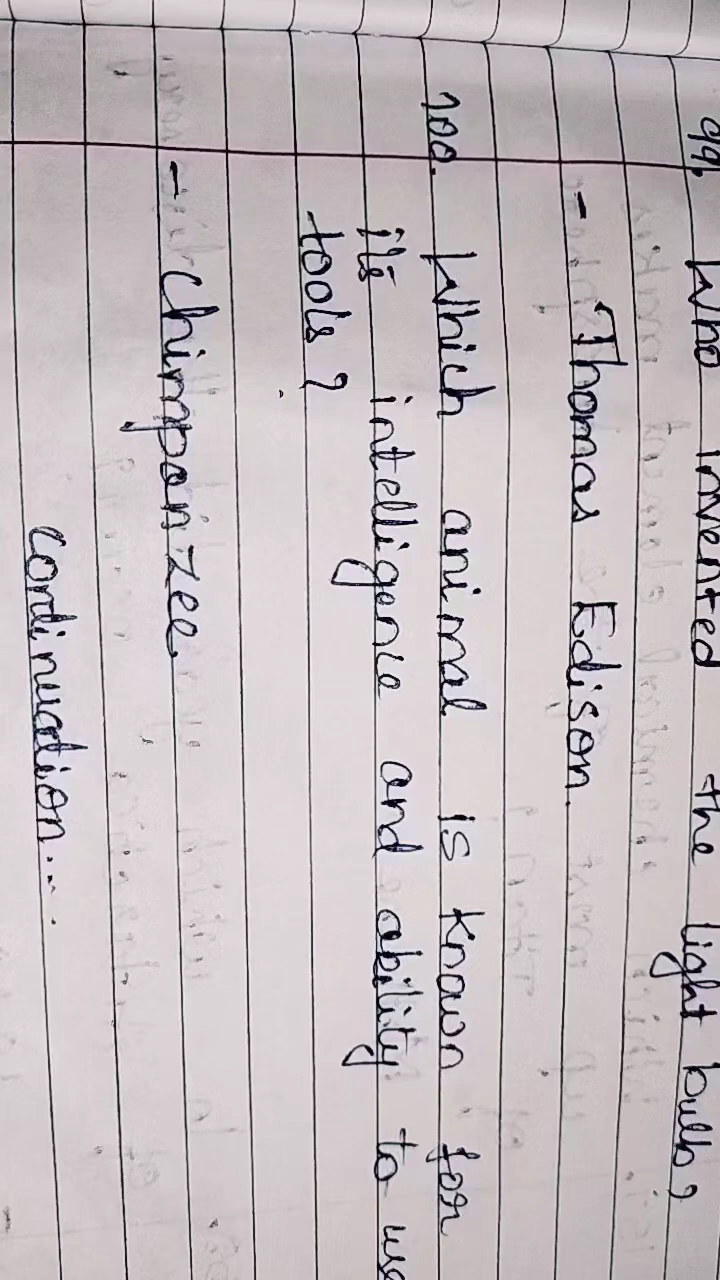 99. Who invented the light bulb?
- Thomas Edison.
100. Which animal is known for
its intelligence and ability to use
tools?
- Chimpanzee.
continuation....